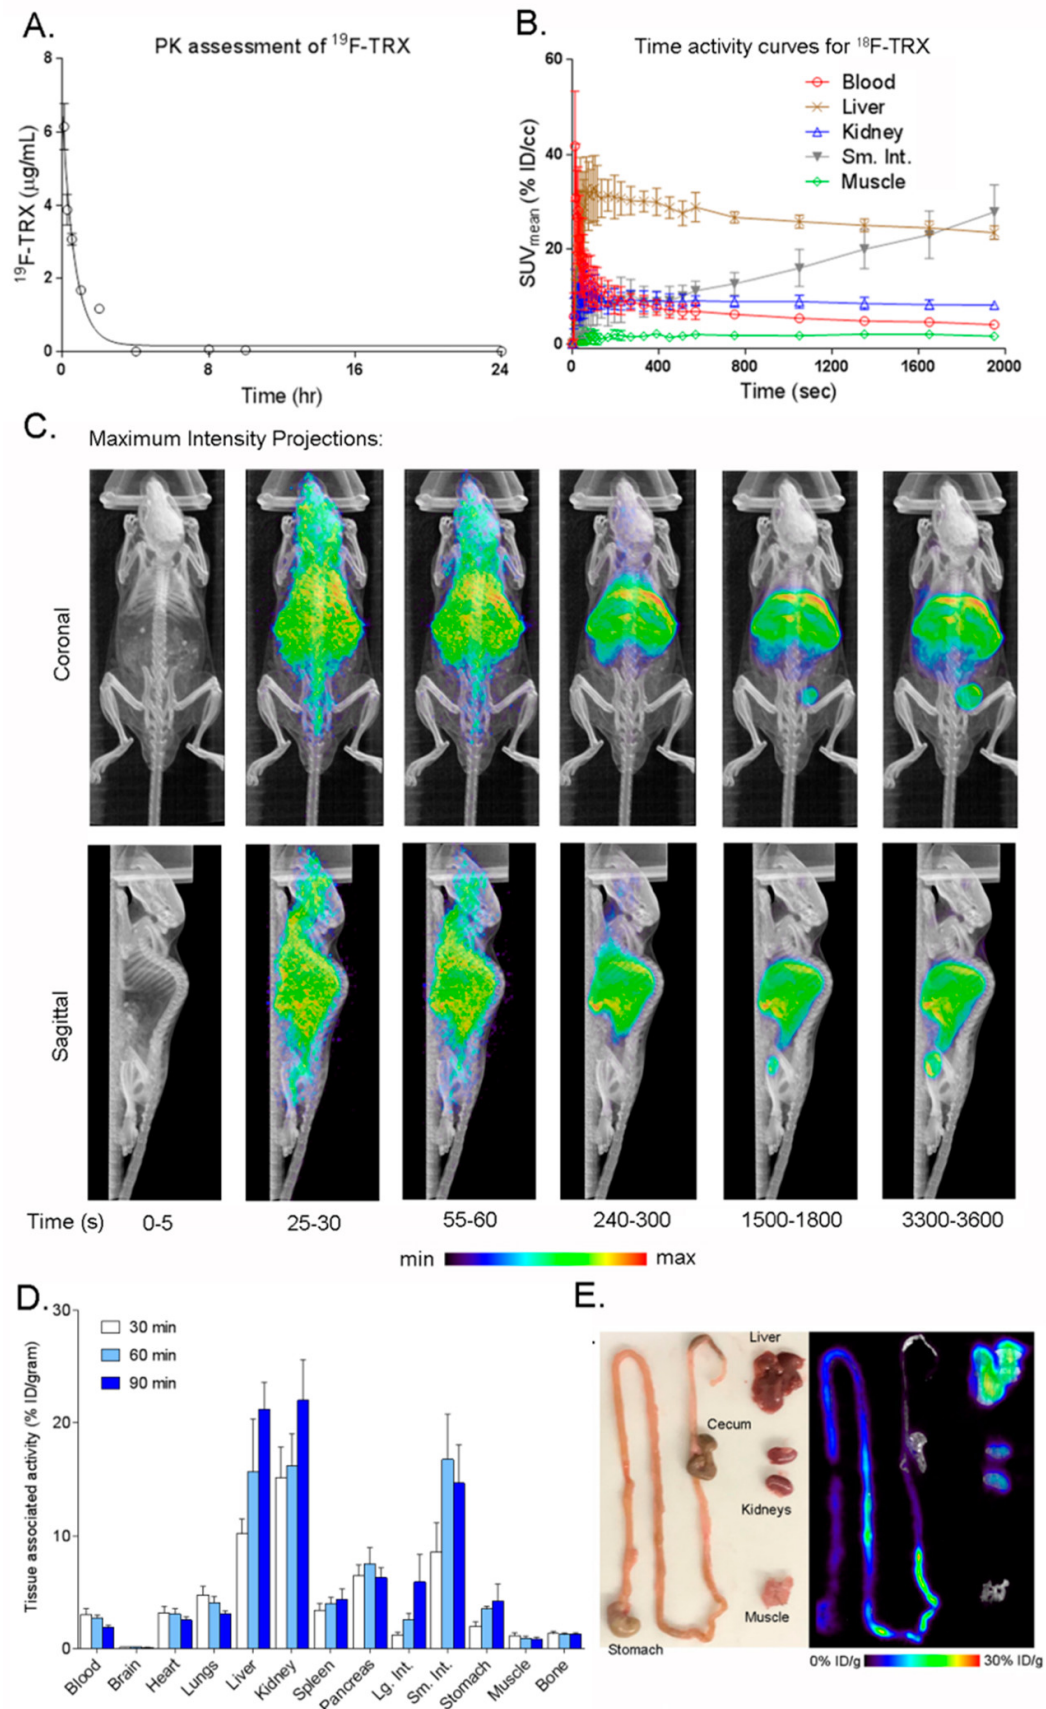 A.
PK assessment of ¹⁹F-TRX
8
6
4
2
0
¹⁹F-TRX (µg/mL)
0 8 16 24
Time (hr)
B.
Time activity curves for ¹⁸F-TRX
60
40
20
0
SUVmean (% ID/cc)
Blood
Liver
Kidney
Sm. Int.
Muscle
0 400 800 1200 1600 2000
Time (sec)
C.
Maximum Intensity Projections:
Coronal
Sagittal
Time (s) 0-5 25-30 55-60 240-300 1500-1800 3300-3600
min max
D.
30
20
10
0
Tissue associated activity (% ID/gram)
30 min
60 min
90 min
Blood Brain Heart Lungs Liver Kidney Spleen Pancreas Lg. Int. Sm. Int. Stomach Muscle Bone
E.
Liver
Cecum
Kidneys
Muscle
Stomach
0% ID/g 30% ID/g